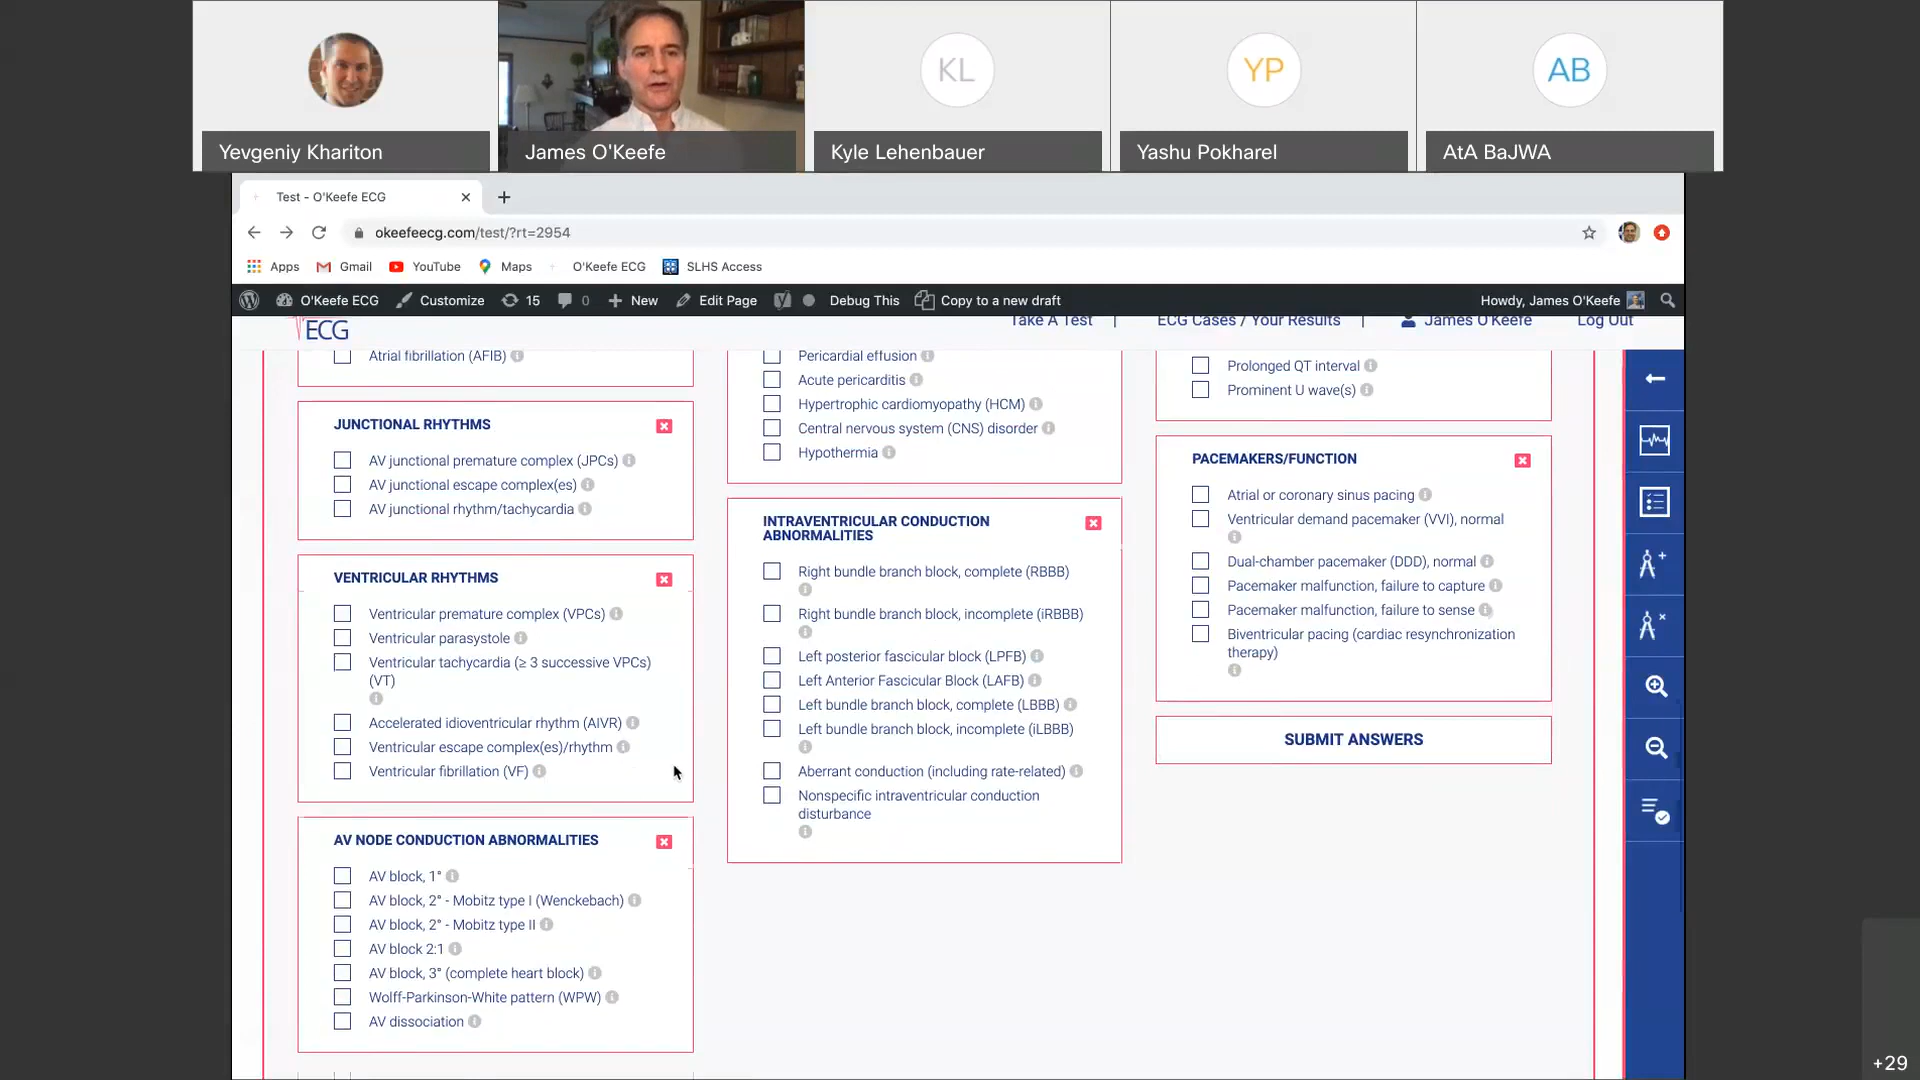 KL
YP
AB
Yevgeniy Khariton
James O'Keefe
Kyle Lehenbauer
Yashu Pokharel
AtA BaJWA
Test - O'Keefe ECG
okeefeecg.com/test/?rt=2954
Apps
Gmail
YouTube
Maps
O'Keefe ECG
SLHS Access
O'Keefe ECG
Customize
15
0
New
Edit Page
Debug This
Copy to a new draft
Howdy, James O'Keefe
ECG
Take A Test
ECG Cases / Your Results
James O'Keefe
Log Out
Atrial fibrillation (AFIB)
JUNCTIONAL RHYTHMS
AV junctional premature complex (JPCs)
AV junctional escape complex(es)
AV junctional rhythm/tachycardia
VENTRICULAR RHYTHMS
Ventricular premature complex (VPCs)
Ventricular parasystole
Ventricular tachycardia (≥ 3 successive VPCs)
(VT)
Accelerated idioventricular rhythm (AIVR)
Ventricular escape complex(es)/rhythm
Ventricular fibrillation (VF)
AV NODE CONDUCTION ABNORMALITIES
AV block, 1°
AV block, 2° - Mobitz type I (Wenckebach)
AV block, 2° - Mobitz type II
AV block 2:1
AV block, 3° (complete heart block)
Wolff-Parkinson-White pattern (WPW)
AV dissociation
Pericardial effusion
Acute pericarditis
Hypertrophic cardiomyopathy (HCM)
Central nervous system (CNS) disorder
Hypothermia
INTRAVENTRICULAR CONDUCTION
ABNORMALITIES
Right bundle branch block, complete (RBBB)
Right bundle branch block, incomplete (iRBBB)
Left posterior fascicular block (LPFB)
Left Anterior Fascicular Block (LAFB)
Left bundle branch block, complete (LBBB)
Left bundle branch block, incomplete (iLBBB)
Aberrant conduction (including rate-related)
Nonspecific intraventricular conduction
disturbance
Prolonged QT interval
Prominent U wave(s)
PACEMAKERS/FUNCTION
Atrial or coronary sinus pacing
Ventricular demand pacemaker (VVI), normal
Dual-chamber pacemaker (DDD), normal
Pacemaker malfunction, failure to capture
Pacemaker malfunction, failure to sense
Biventricular pacing (cardiac resynchronization
therapy)
SUBMIT ANSWERS
+29